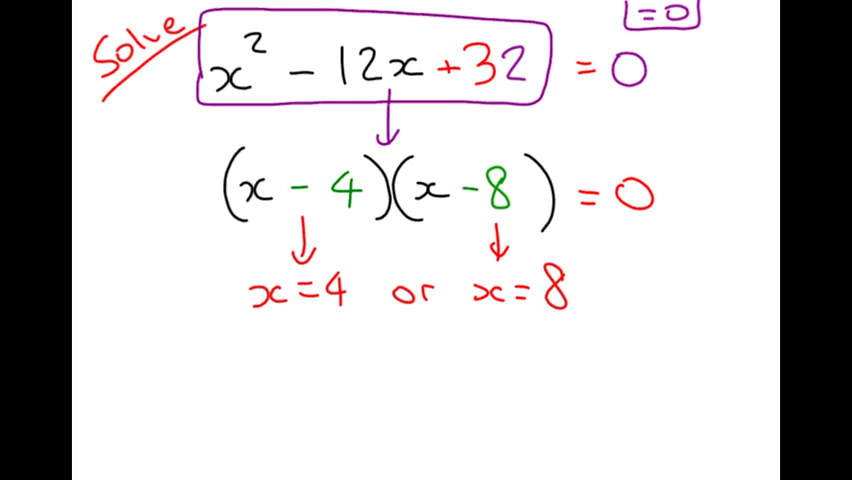 = 0
Solve x² - 12x + 32 = 0
(x - 4)(x - 8) = 0
x = 4 or x = 8